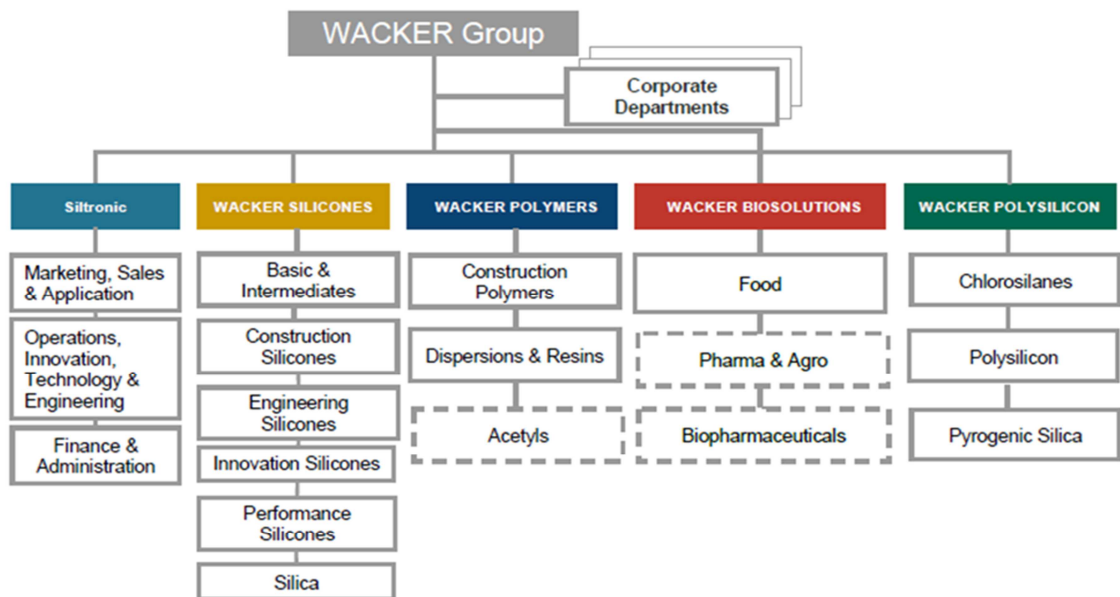 WACKER Group
Corporate
Departments
Siltronic
WACKER SILICONES
WACKER POLYMERS
WACKER BIOSOLUTIONS
WACKER POLYSILICON
Marketing, Sales
& Application
Operations,
Innovation,
Technology &
Engineering
Finance &
Administration
Basic &
Intermediates
Construction
Silicones
Engineering
Silicones
Innovation Silicones
Performance
Silicones
Silica
Construction
Polymers
Dispersions & Resins
Acetyls
Food
Pharma & Agro
Biopharmaceuticals
Chlorosilanes
Polysilicon
Pyrogenic Silica